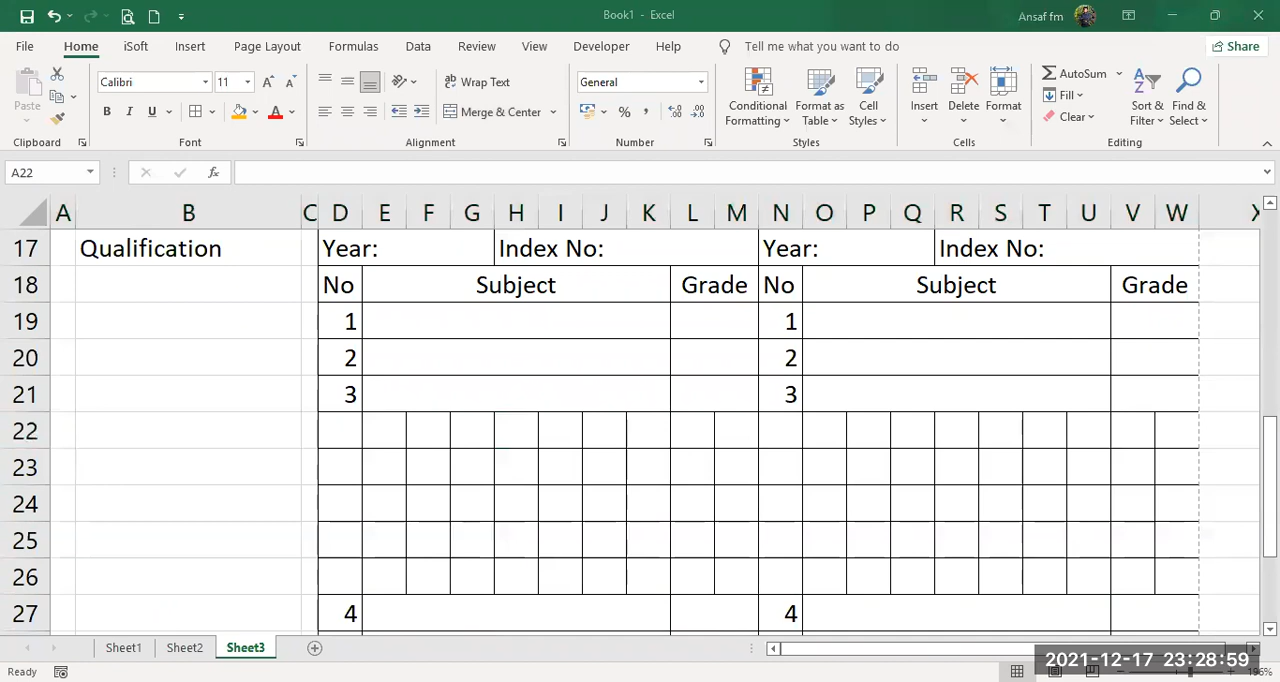 Book1 - Excel
Ansaf fm
File Home iSoft Insert Page Layout Formulas Data Review View Developer Help Tell me what you want to do Share
Paste
Calibri 11
Wrap Text
General
Conditional Formatting
Format as Table
Cell Styles
Insert
Delete
Format
AutoSum
Fill
Clear
Sort & Filter
Find & Select
B I U
Merge & Center
Clipboard Font Alignment Number Styles Cells Editing
A22
fx
A B C D E F G H I J K L M N O P Q R S T U V W X
17 Qualification Year: Index No: Year: Index No:
18 No Subject Grade No Subject Grade
19 1 1
20 2 2
21 3 3
22
23
24
25
26
27 4 4
Sheet1 Sheet2 Sheet3
Ready
2021-12-17 23:28:59
196%